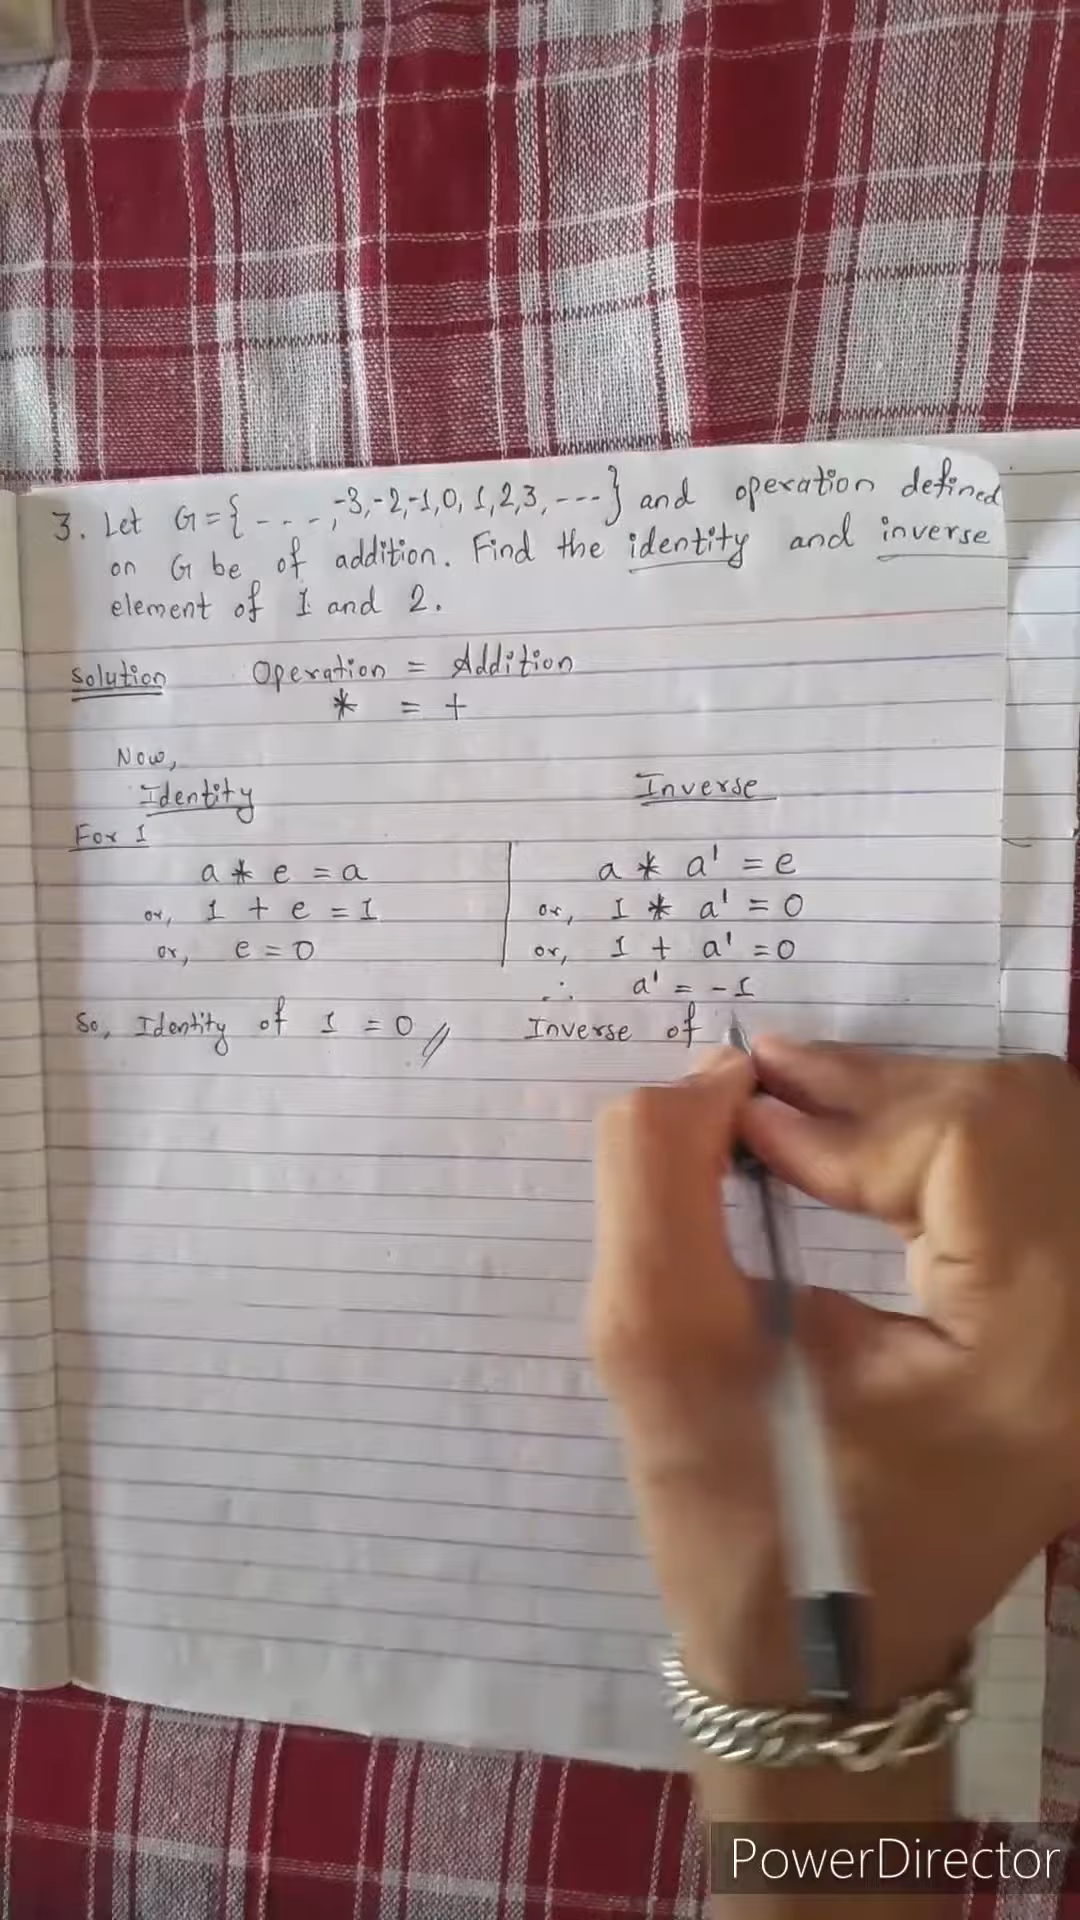 3. Let G = { - - - , -3, -2, -1, 0, 1, 2, 3, - - - } and operation defined
on G be of addition. Find the identity and inverse
element of 1 and 2.
Solution Operation = Addition
* = +
Now,
Identity Inverse
For 1
a * e = a a * a' = e
or, 1 + e = 1 or, 1 * a' = 0
or, e = 0 or, 1 + a' = 0
∴ a' = -1
So, Identity of 1 = 0 // Inverse of
PowerDirector